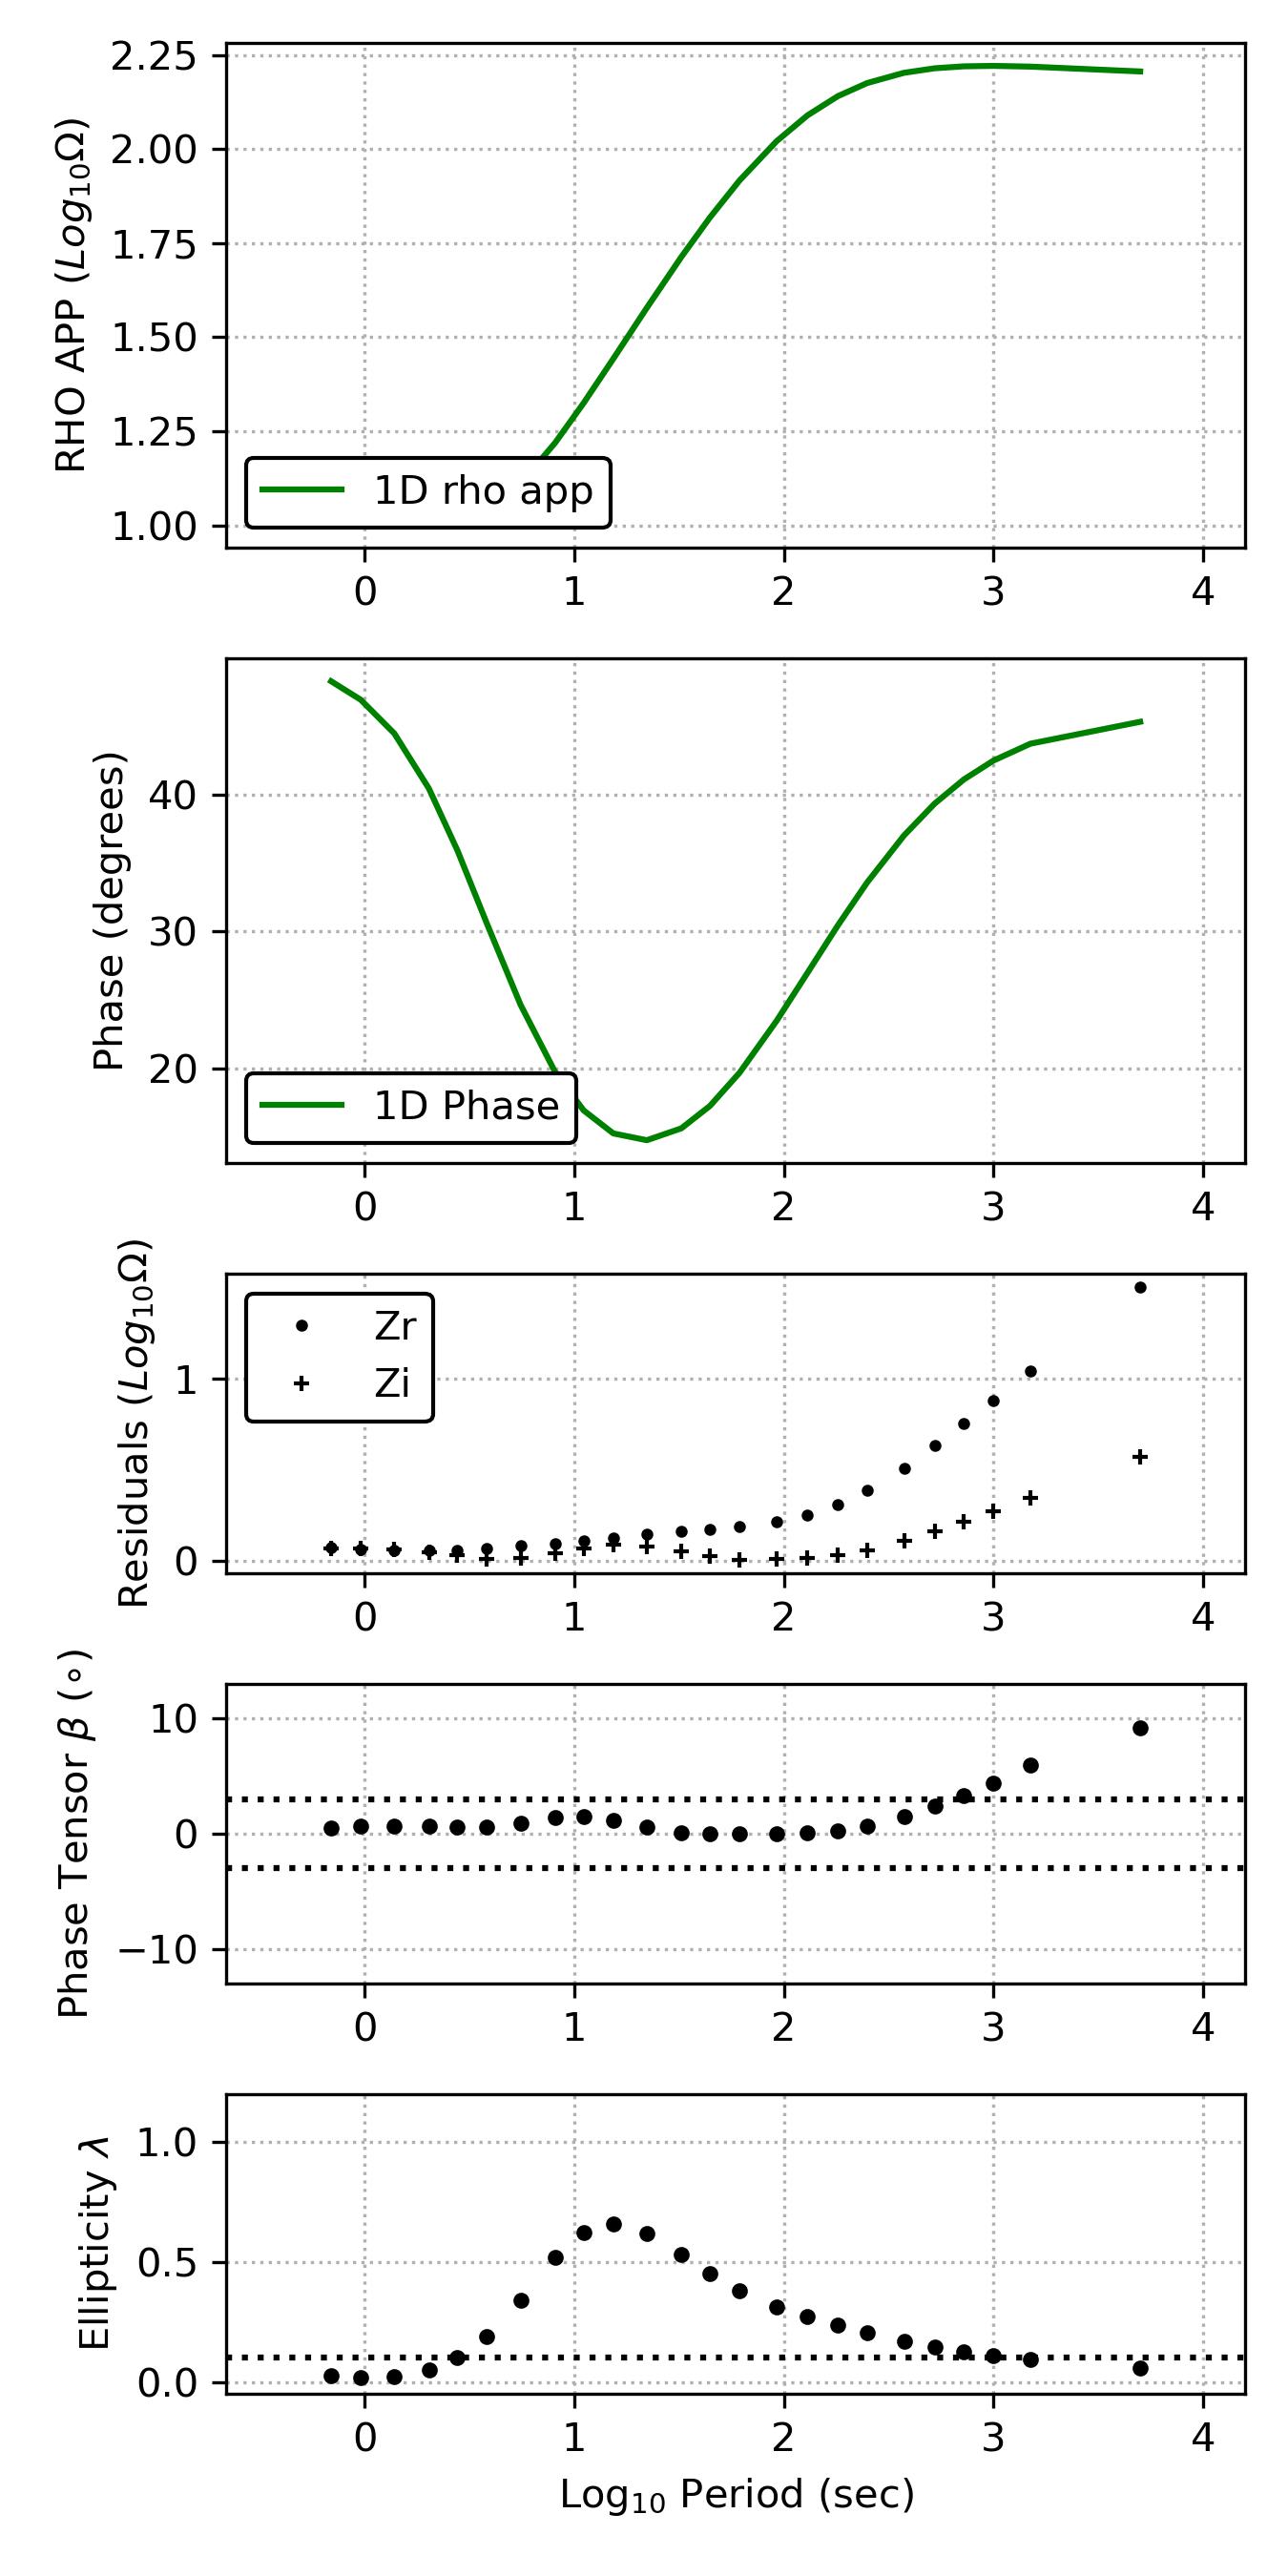 RHO APP (Log₁₀Ω)
2.25
2.00
1.75
1.50
1.25
1.00
1D rho app
0 1 2 3 4
Phase (degrees)
40
30
20
1D Phase
0 1 2 3 4
Residuals (Log₁₀Ω)
1
0
Zr
Zi
0 1 2 3 4
Phase Tensor β (∘)
10
0
−10
0 1 2 3 4
Ellipticity λ
1.0
0.5
0.0
0 1 2 3 4
Log₁₀ Period (sec)